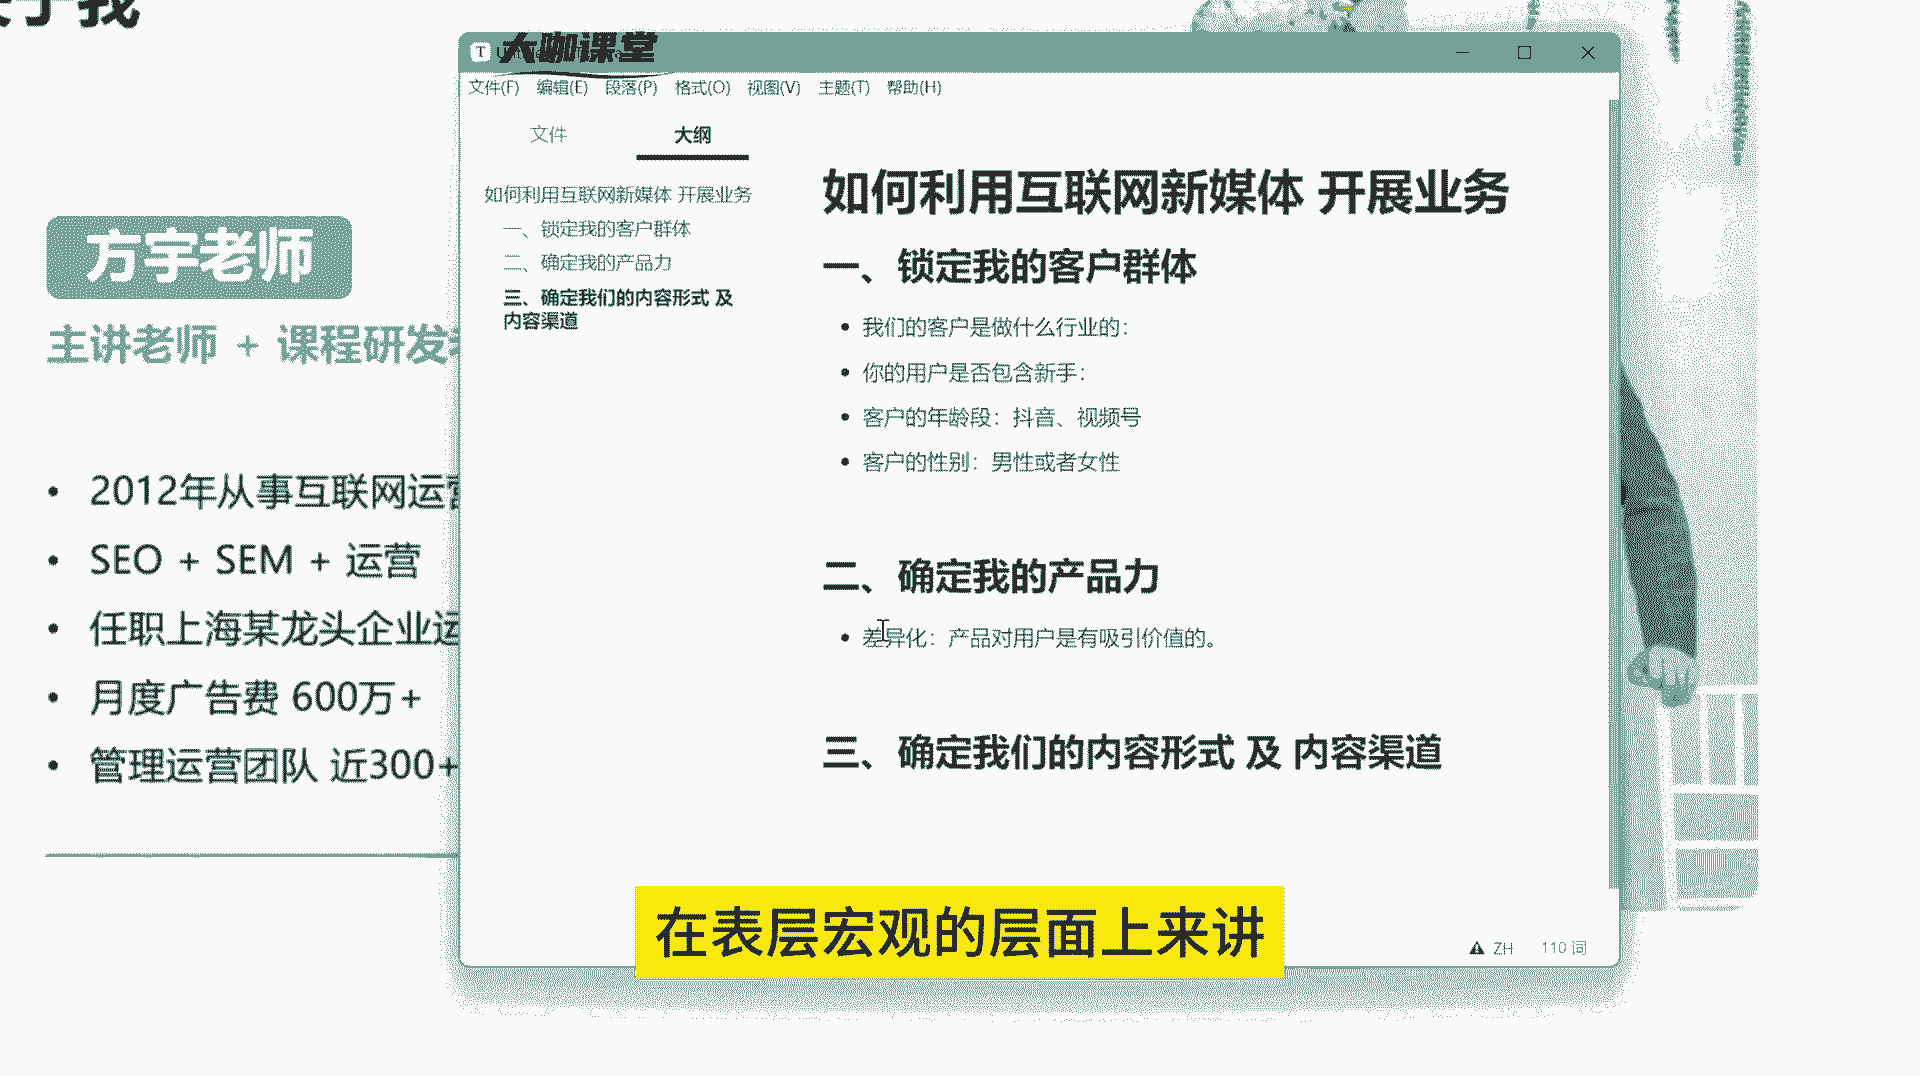 大咖课堂
文件(F) 编辑(E) 段落(P) 格式(O) 视图(V) 主题(T) 帮助(H)
文件 大纲
如何利用互联网新媒体 开展业务
一、锁定我的客户群体
二、确定我的产品力
三、确定我们的内容形式 及
内容渠道
如何利用互联网新媒体 开展业务
一、锁定我的客户群体
• 我们的客户是做什么行业的：
• 你的用户是否包含新手：
• 客户的年龄段：抖音、视频号
• 客户的性别：男性或者女性
二、确定我的产品力
• 差异化：产品对用户是有吸引价值的。
三、确定我们的内容形式 及 内容渠道
ZH 110 词
方宇老师
主讲老师 + 课程研发
• 2012年从事互联网运营
• SEO + SEM + 运营
• 任职上海某龙头企业运
• 月度广告费 600万+
• 管理运营团队 近300+
在表层宏观的层面上来讲